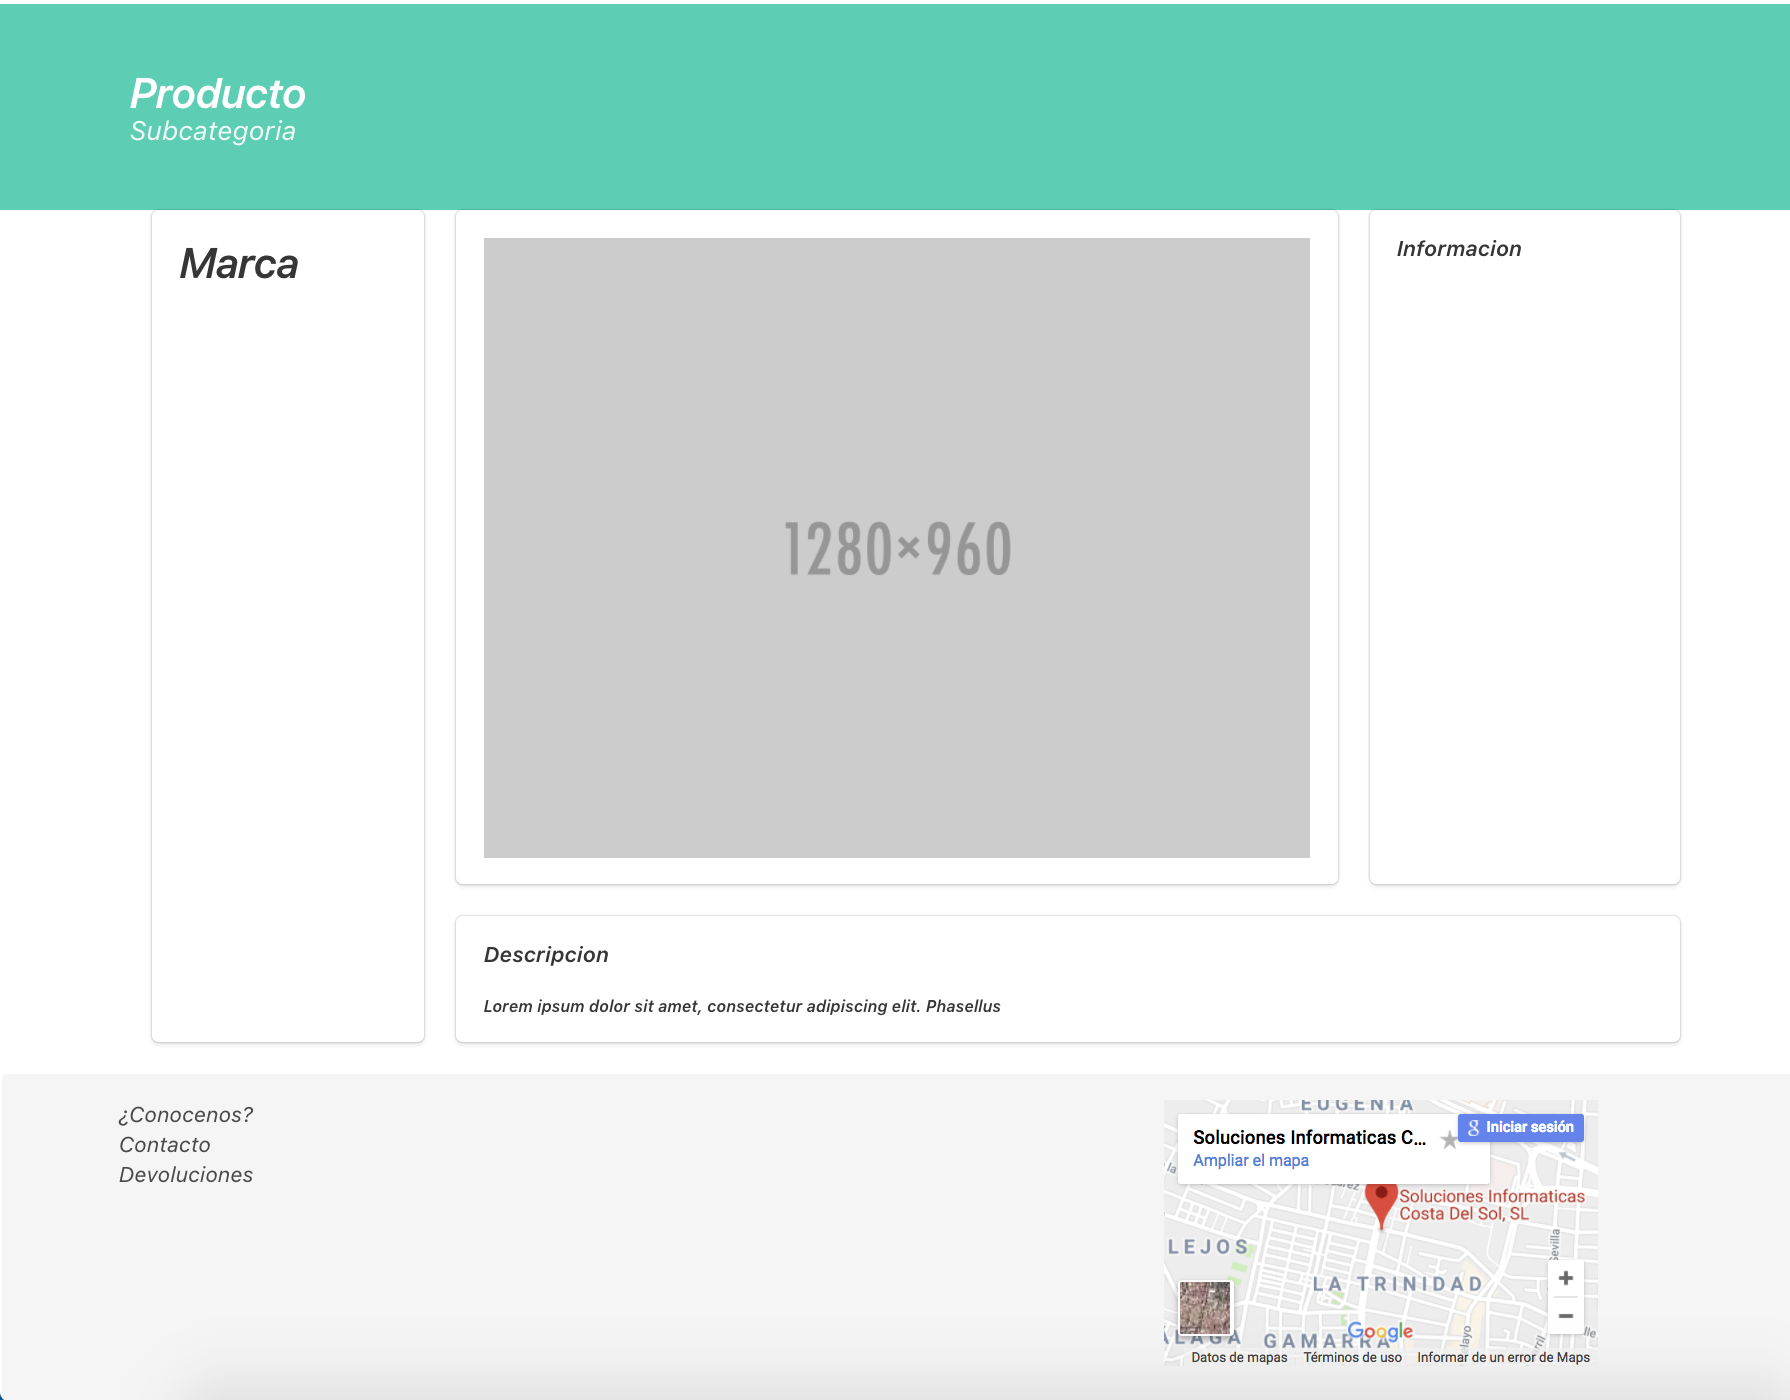 Producto
Subcategoria
Marca
1280×960
Informacion
Descripcion
Lorem ipsum dolor sit amet, consectetur adipiscing elit. Phasellus
¿Conocenos?
Contacto
Devoluciones
EUGENIA
Soluciones Informaticas C...
Iniciar sesión
Ampliar el mapa
Soluciones Informaticas
Costa Del Sol, SL
LEJOS
Sevilla
LA TRINIDAD
GAMARRA
Google
Datos de mapas
Términos de uso
Informar de un error de Maps